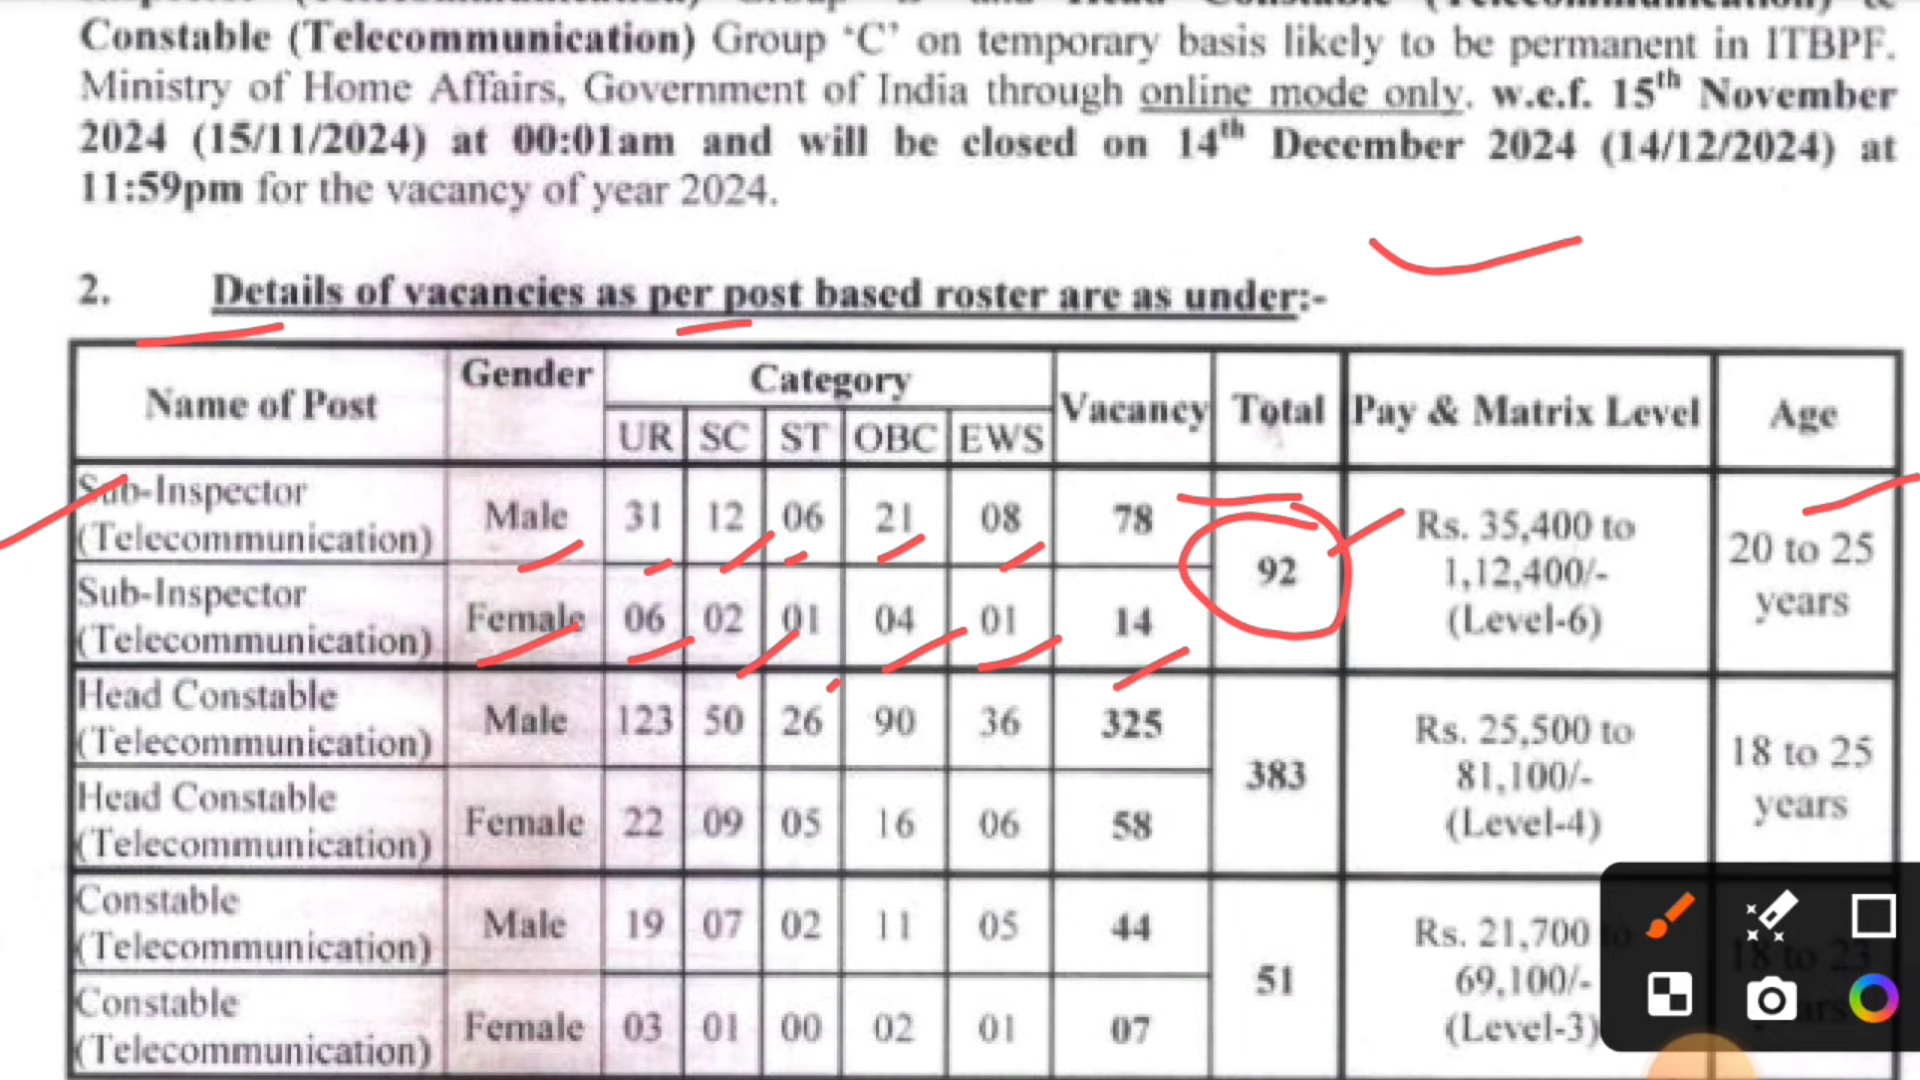 Constable (Telecommunication) Group 'C' on temporary basis likely to be permanent in ITBPF.
Ministry of Home Affairs, Government of India through online mode only. w.e.f. 15th November
2024 (15/11/2024) at 00:01am and will be closed on 14th December 2024 (14/12/2024) at
11:59pm for the vacancy of year 2024.
2. Details of vacancies as per post based roster are as under:-
Name of Post Gender Category Vacancy Total Pay & Matrix Level Age
UR SC ST OBC EWS
Sub-Inspector
(Telecommunication) Male 31 12 06 21 08 78 92 Rs. 35,400 to
1,12,400/-
(Level-6) 20 to 25
years
Sub-Inspector
(Telecommunication) Female 06 02 01 04 01 14
Head Constable
(Telecommunication) Male 123 50 26 90 36 325 383 Rs. 25,500 to
81,100/-
(Level-4) 18 to 25
years
Head Constable
(Telecommunication) Female 22 09 05 16 06 58
Constable
(Telecommunication) Male 19 07 02 11 05 44 51 Rs. 21,700 to
69,100/-
(Level-3) 18 to 23
Constable
(Telecommunication) Female 03 01 00 02 01 07